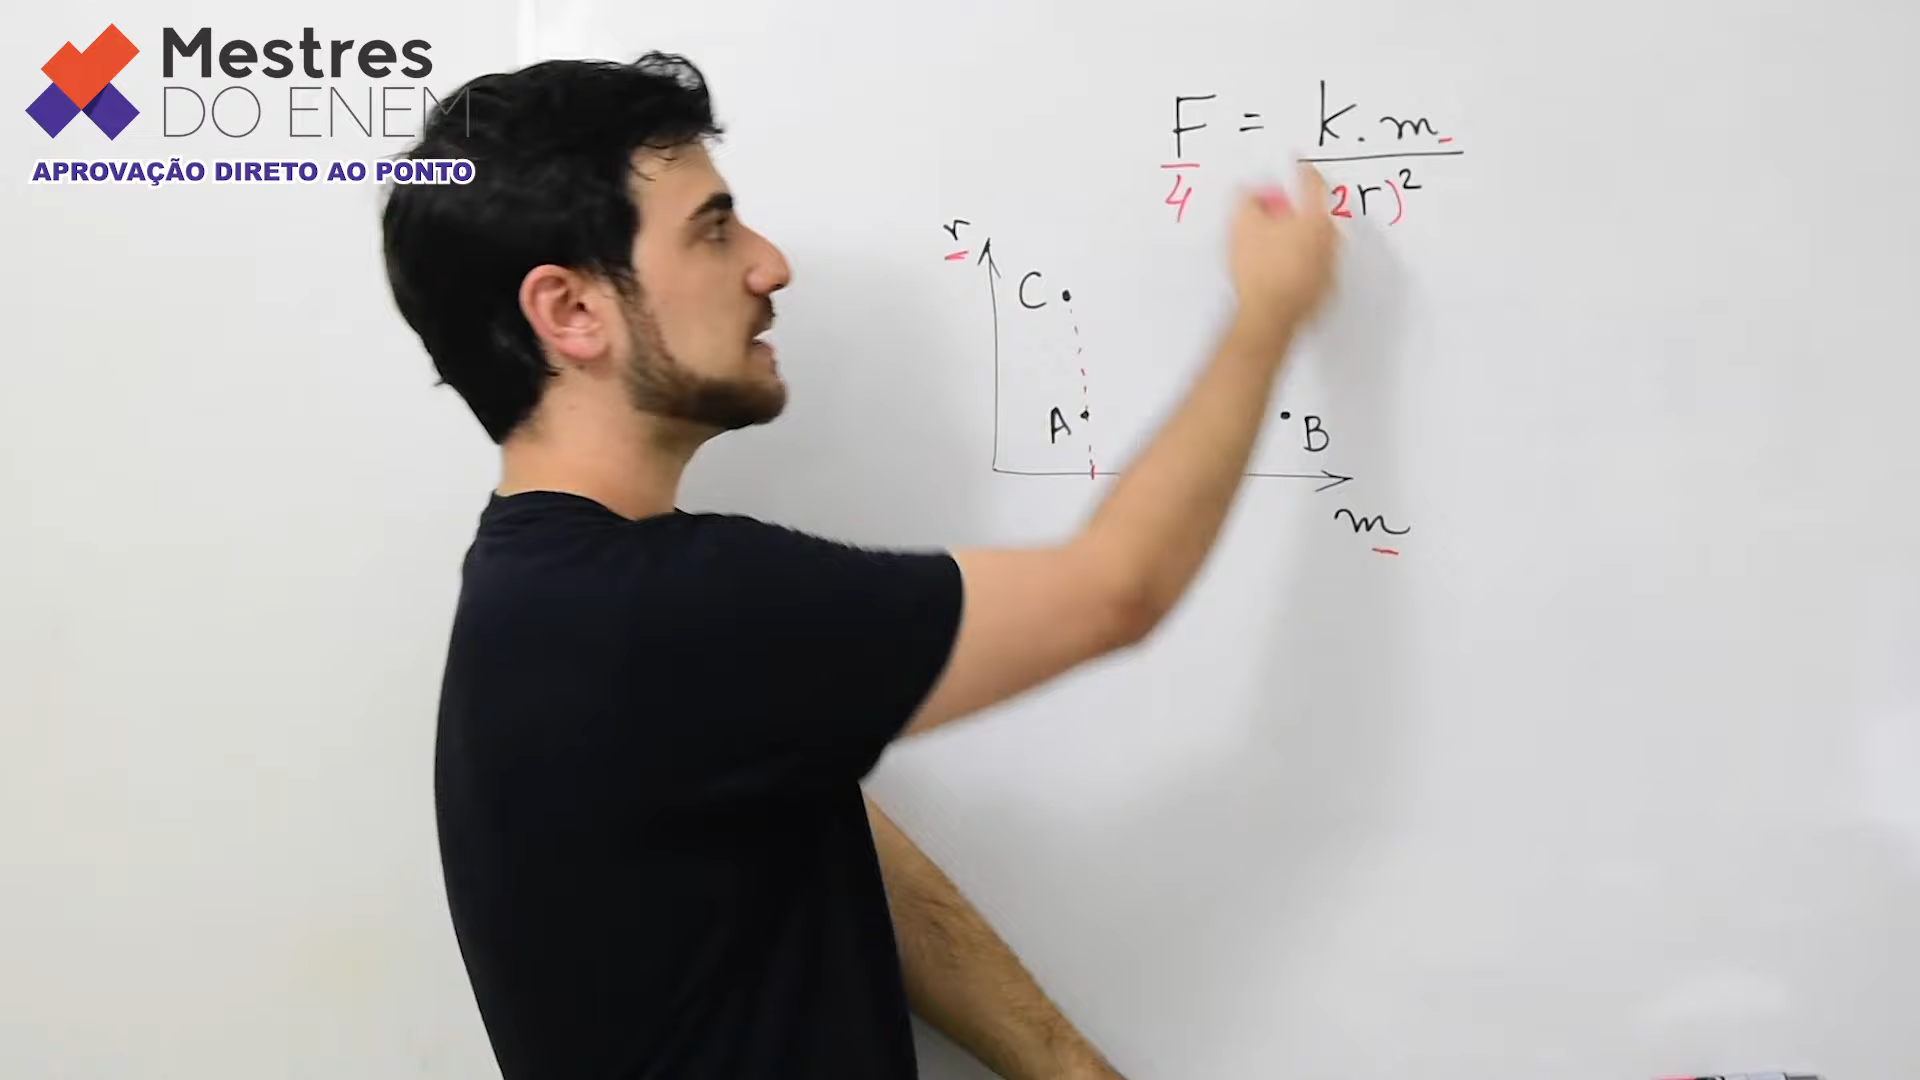 Mestres
DO ENEM
APROVAÇÃO DIRETO AO PONTO
F = k.m
4 2r)²
r
C
A
B
m